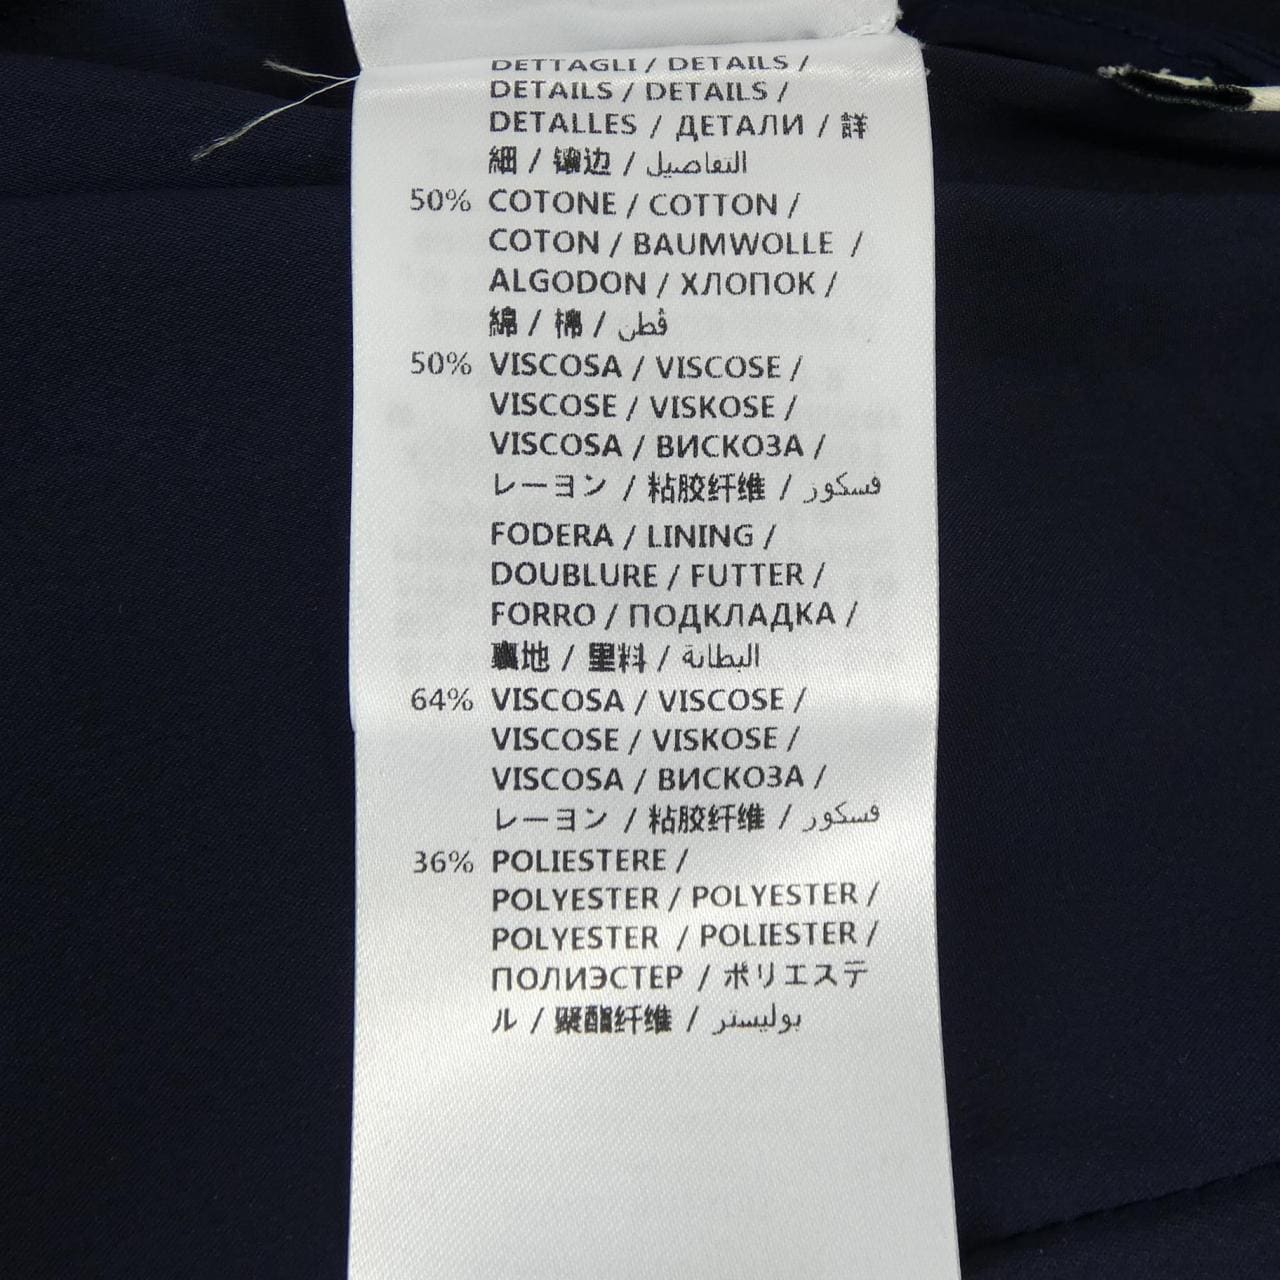 DETTAGLI / DETAILS /
DETAILS / DETAILS /
DETALLES / ДЕТАЛИ / 詳
細 / 镶边 / التفاصيل
50% COTONE / COTTON /
COTON / BAUMWOLLE /
ALGODON / ХЛОПОК /
綿 / 棉 / قطن
50% VISCOSA / VISCOSE /
VISCOSE / VISKOSE /
VISCOSA / ВИСКОЗА /
レーヨン / 粘胶纤维 / فسكوز
FODERA / LINING /
DOUBLURE / FUTTER /
FORRO / ПОДКЛАДКА /
裏地 / 里料 / البطانة
64% VISCOSA / VISCOSE /
VISCOSE / VISKOSE /
VISCOSA / ВИСКОЗА /
レーヨン / 粘胶纤维 / فسكوز
36% POLIESTERE /
POLYESTER / POLYESTER /
POLYESTER / POLIESTER /
ПОЛИЭСТЕР / ポリエステ
ル / 聚酯纤维 / بوليستر